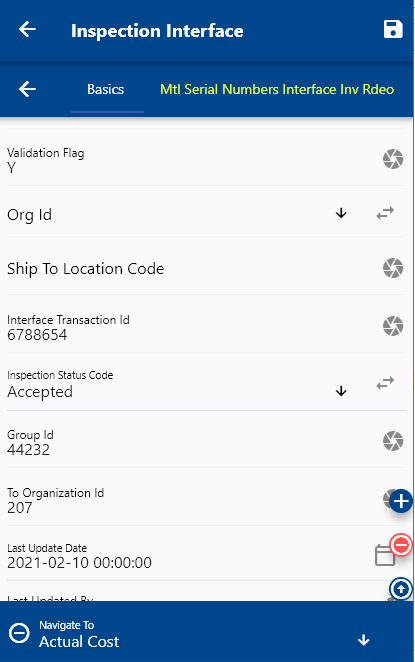 Inspection Interface
Basics
Mtl Serial Numbers Interface Inv Rdeo
Validation Flag
Y
Org Id
Ship To Location Code
Interface Transaction Id
6788654
Inspection Status Code
Accepted
Group Id
44232
To Organization Id
207
Last Update Date
2021-02-10 00:00:00
Last Updated By
Navigate To
Actual Cost